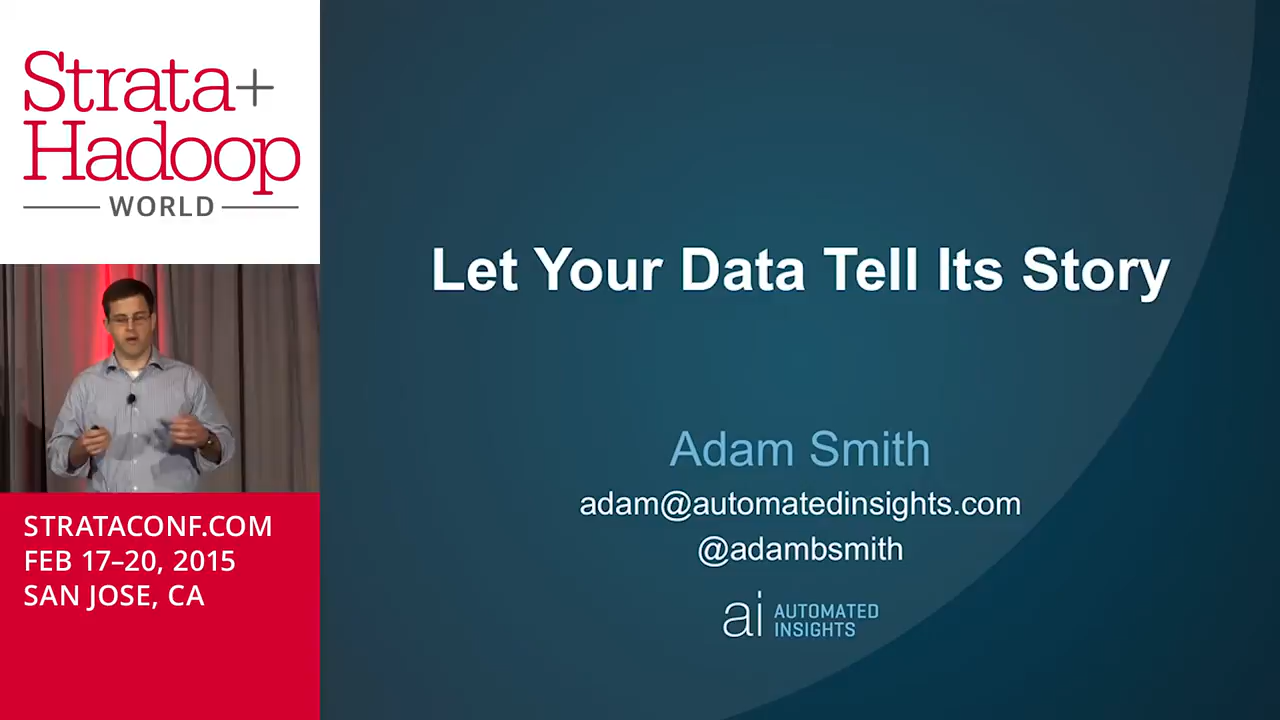 Strata+
Hadoop
WORLD
STRATACONF.COM
FEB 17–20, 2015
SAN JOSE, CA
Let Your Data Tell Its Story
Adam Smith
adam@automatedinsights.com
@adambsmith
ai AUTOMATED
INSIGHTS